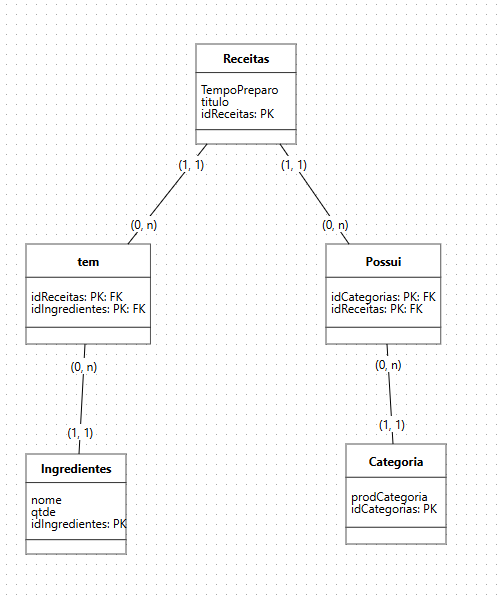 Receitas
TempoPreparo
titulo
idReceitas: PK
(1, 1)
(1, 1)
(0, n)
(0, n)
tem
idReceitas: PK: FK
idIngredientes: PK: FK
Possui
idCategorias: PK: FK
idReceitas: PK: FK
(0, n)
(0, n)
(1, 1)
(1, 1)
Ingredientes
nome
qtde
idIngredientes: PK
Categoria
prodCategoria
idCategorias: PK